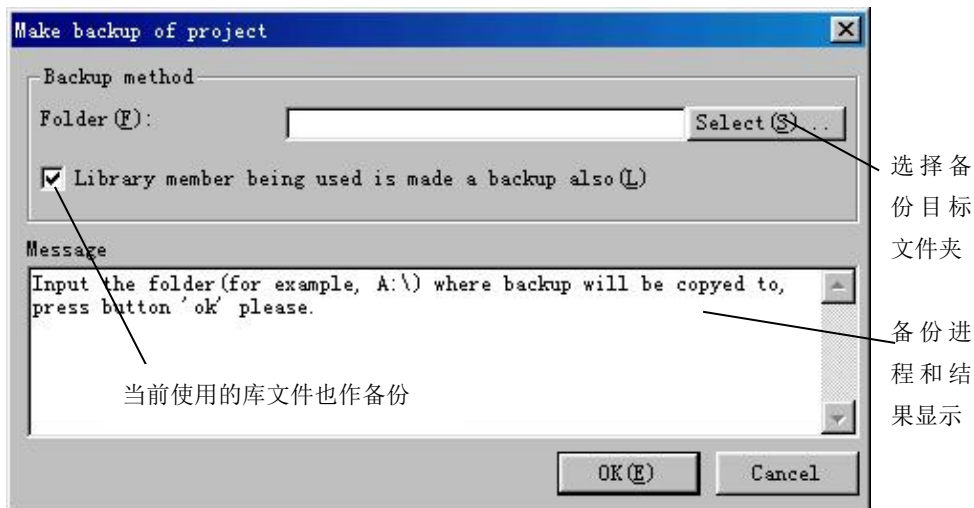 Make backup of project
Backup method
Folder(F):
Select(S)...
Library member being used is made a backup also(L)
选择备
份目标
文件夹
Message
Input the folder(for example, A:\) where backup will be copyed to,
press button 'ok' please.
备份进
程和结
果显示
当前使用的库文件也作备份
OK(E)
Cancel